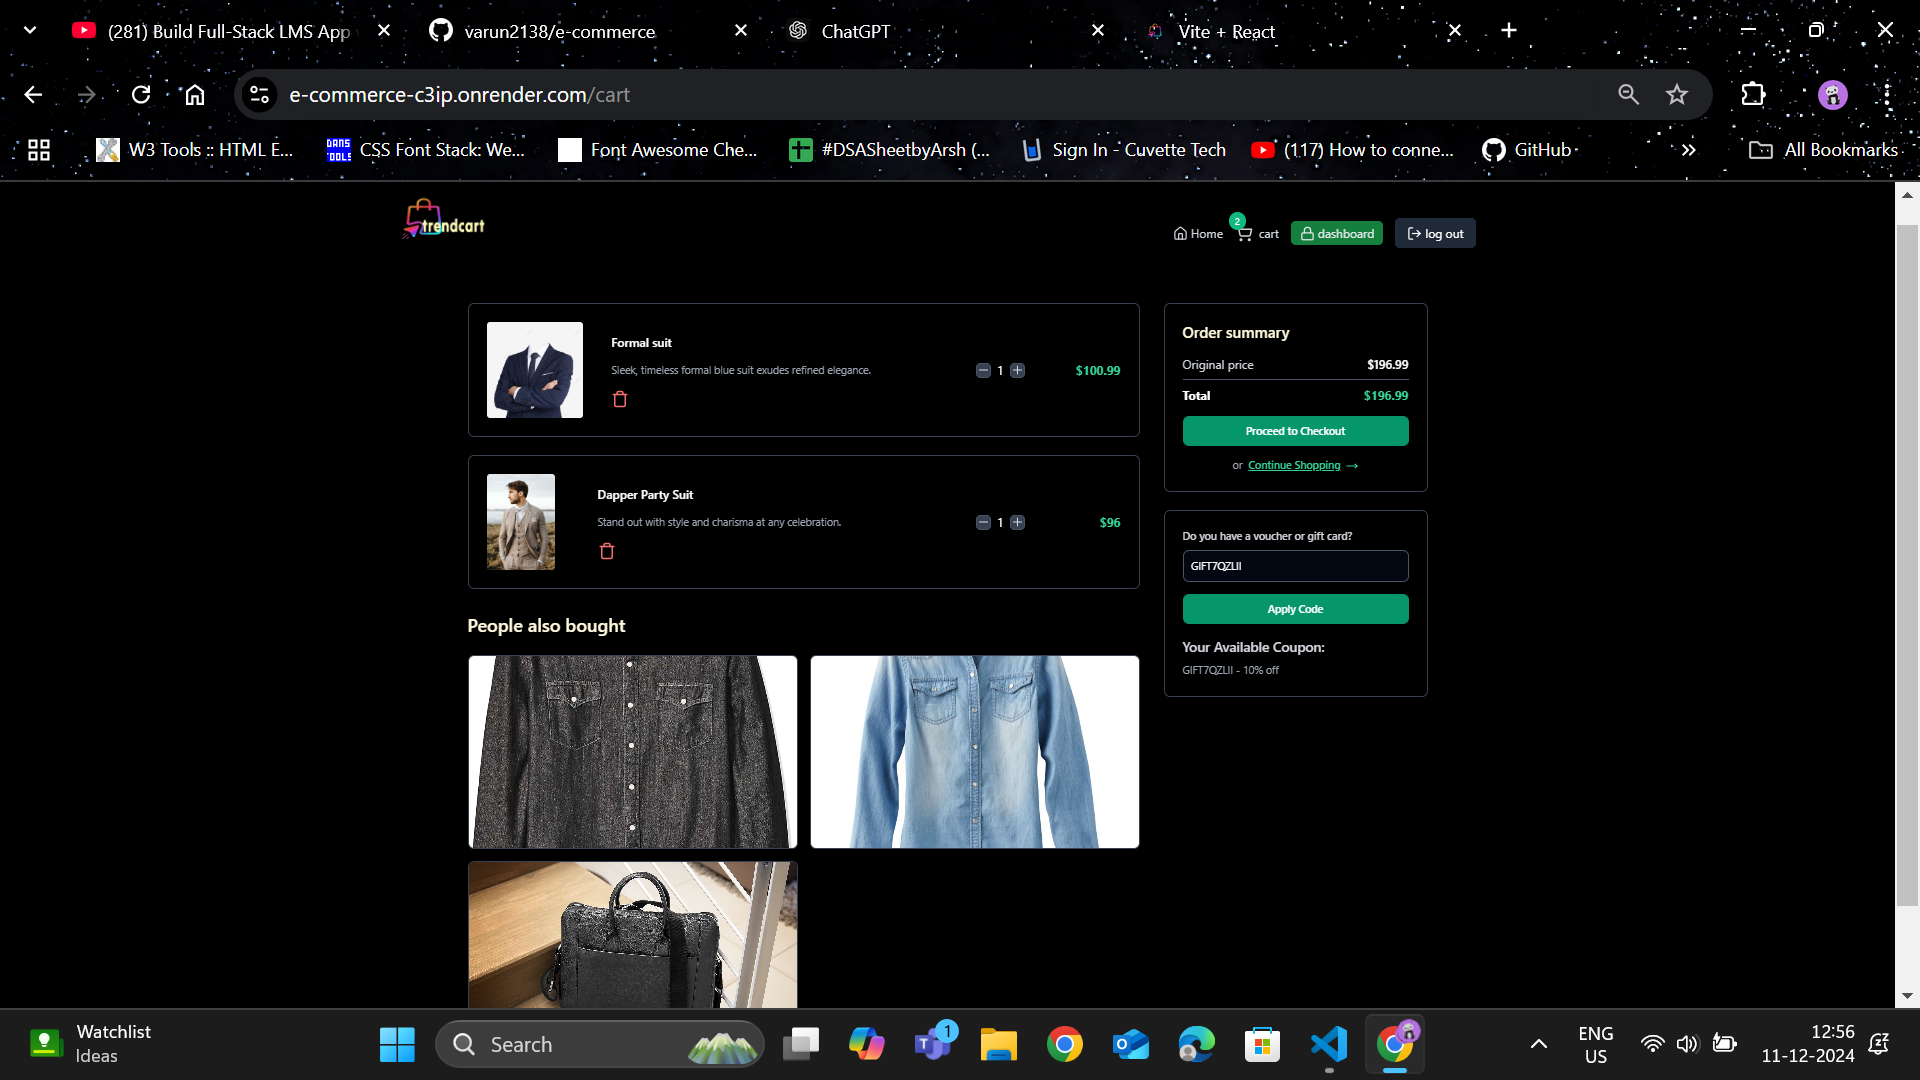 (281) Build Full-Stack LMS App
varun2138/e-commerce
ChatGPT
Vite + React
e-commerce-c3ip.onrender.com/cart
W3 Tools :: HTML E...
DANS TOOLS
CSS Font Stack: We...
Font Awesome Che...
#DSASheetbyArsh (...
Sign In - Cuvette Tech
(117) How to conne...
GitHub
All Bookmarks
trendcart
Home
2
cart
dashboard
log out
Formal suit
Sleek, timeless formal blue suit exudes refined elegance.
1
$100.99
Dapper Party Suit
Stand out with style and charisma at any celebration.
1
$96
People also bought
Order summary
Original price $196.99
Total $196.99
Proceed to Checkout
or Continue Shopping →
Do you have a voucher or gift card?
GIFT7QZLII
Apply Code
Your Available Coupon:
GIFT7QZLII - 10% off
Watchlist
Ideas
Search
1
ENG
US
12:56
11-12-2024